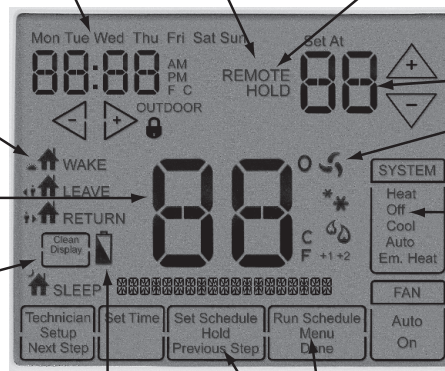 Mon Tue Wed Thu Fri Sat Sun
Set At
88:88
AM
PM
F C
REMOTE
HOLD
88
+
−
− +
OUTDOOR
WAKE
LEAVE
RETURN
88
C
F
+1 +2
Clean
Display
SLEEP
SYSTEM
Heat
Off
Cool
Auto
Em. Heat
FAN
Auto
On
Technician
Setup
Next Step
Set Time
Set Schedule
Hold
Previous Step
Run Schedule
Menu
Done